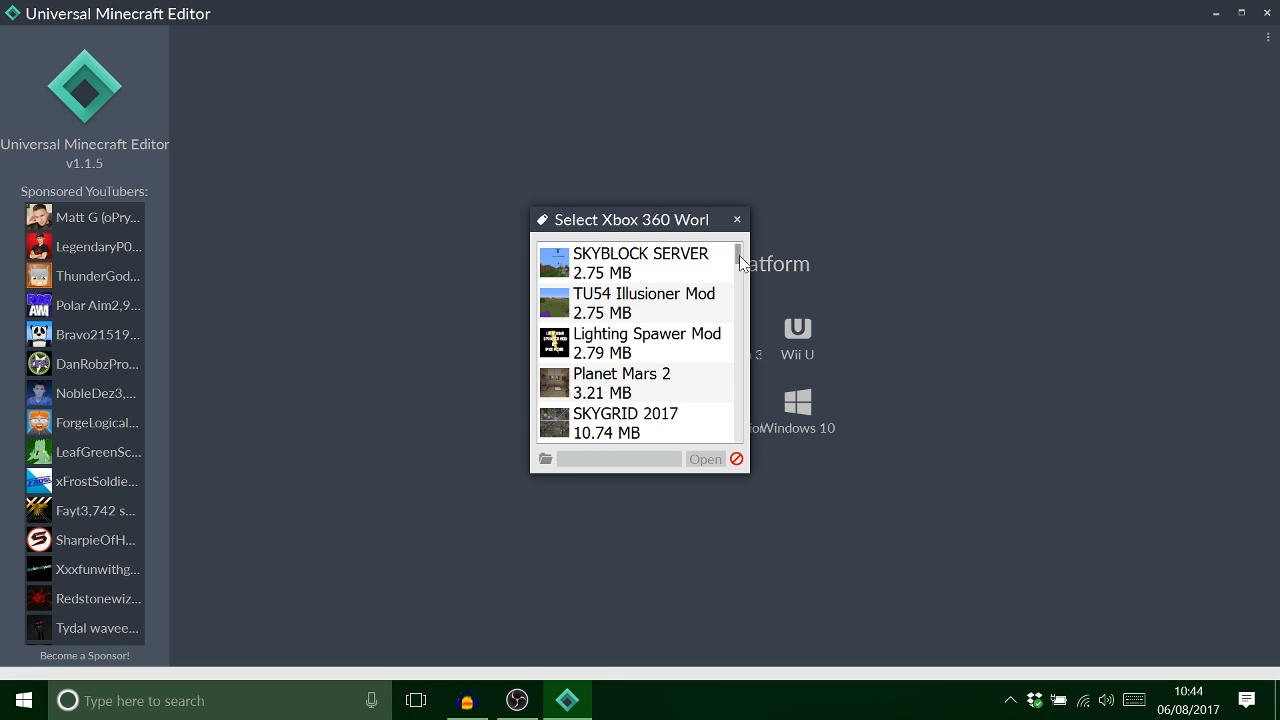 Universal Minecraft Editor
Universal Minecraft Editor
v1.1.5
Sponsored YouTubers:
Matt G (oPry...
LegendaryP0...
ThunderGod...
Polar Aim2,9...
Bravo21519...
DanRobzPro...
NobleDez3,...
ForgeLogical...
LeafGreenSc...
xFrostSoldie...
Fayt3,742 s...
SharpieOfH...
Xxxfunwithg...
Redstonewiz...
Tydal wavee...
Become a Sponsor!
Select Xbox 360 Worl
SKYBLOCK SERVER
2.75 MB
TU54 Illusioner Mod
2.75 MB
Lighting Spawer Mod
2.79 MB
Planet Mars 2
3.21 MB
SKYGRID 2017
10.74 MB
Open
atform
3
Wii U
Windows 10
Type here to search
10:44
06/08/2017